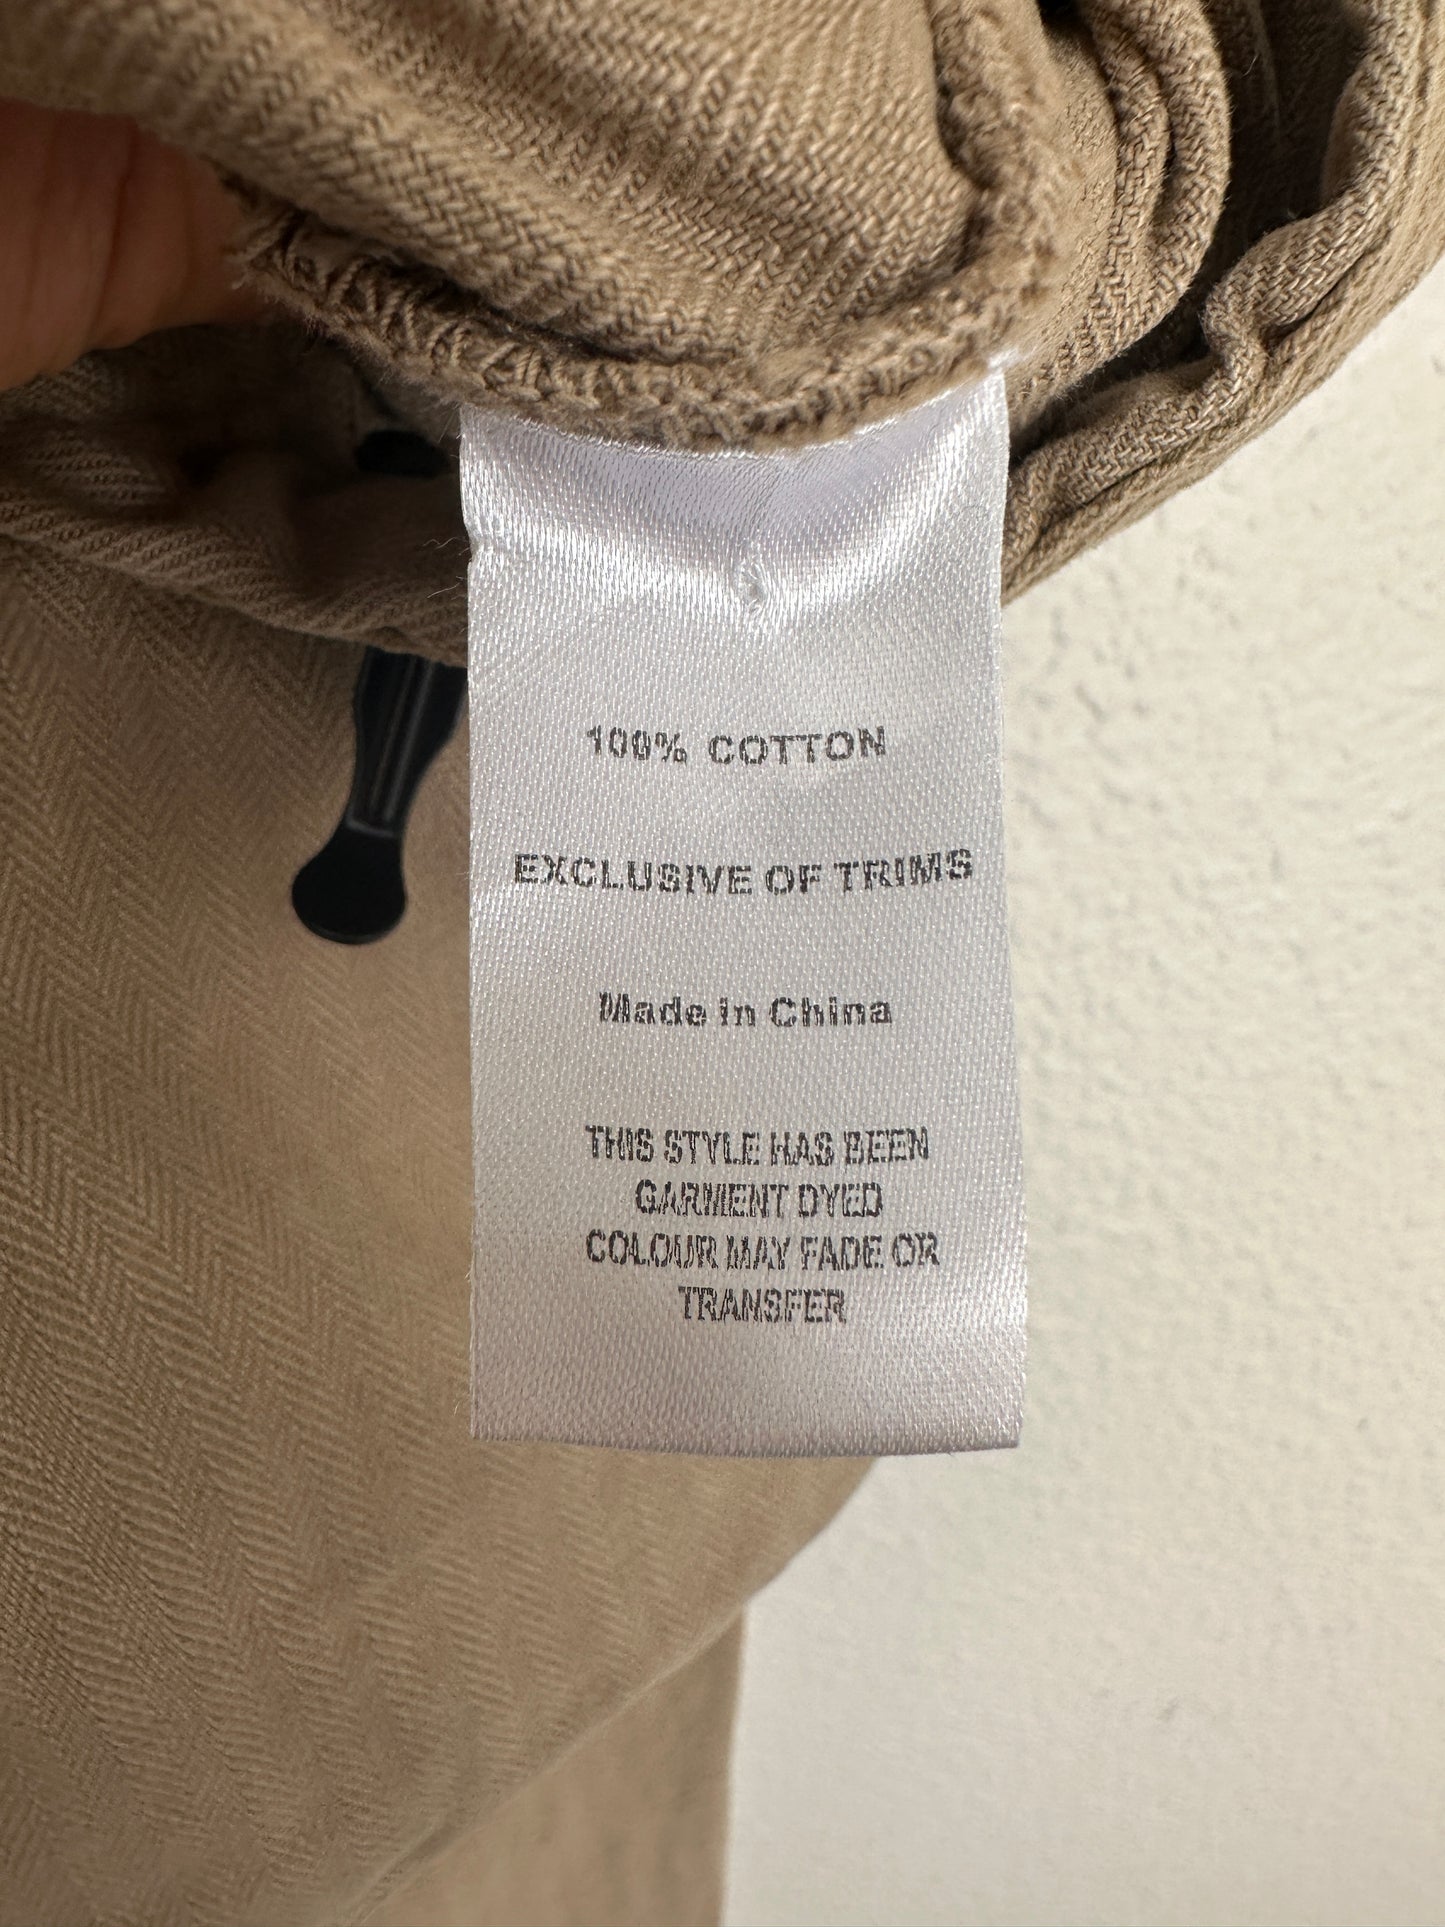 100% COTTON
EXCLUSIVE OF TRIMS
Made in China
THIS STYLE HAS BEEN
GARMENT DYED
COLOUR MAY FADE OR
TRANSFER